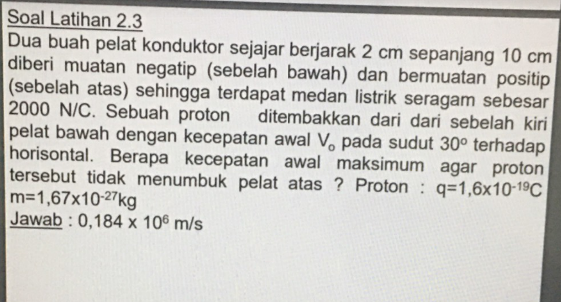 Soal Latihan 2.3
Dua buah pelat konduktor sejajar berjarak 2 cm sepanjang 10 cm
diberi muatan negatip (sebelah bawah) dan bermuatan positip
(sebelah atas) sehingga terdapat medan listrik seragam sebesar
2000 N/C. Sebuah proton ditembakkan dari dari sebelah kiri
pelat bawah dengan kecepatan awal Vₒ pada sudut 30º terhadap
horisontal. Berapa kecepatan awal maksimum agar proton
tersebut tidak menumbuk pelat atas ? Proton : q=1,6x10⁻¹⁹C
m=1,67x10⁻²⁷kg
Jawab : 0,184 x 10⁶ m/s